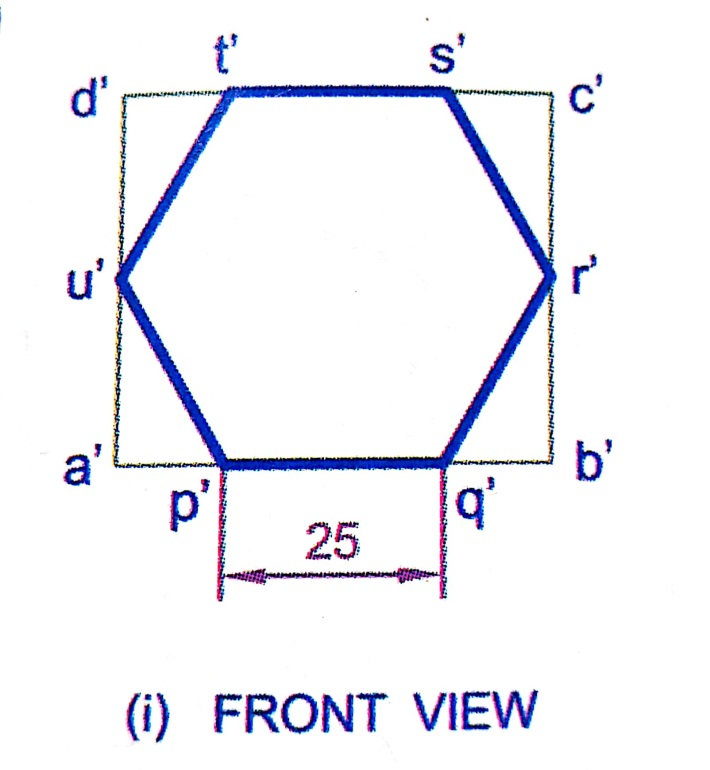 t’ s’
d’ c’
u’ r’
a’ b’
p’ q’
25
(i) FRONT VIEW